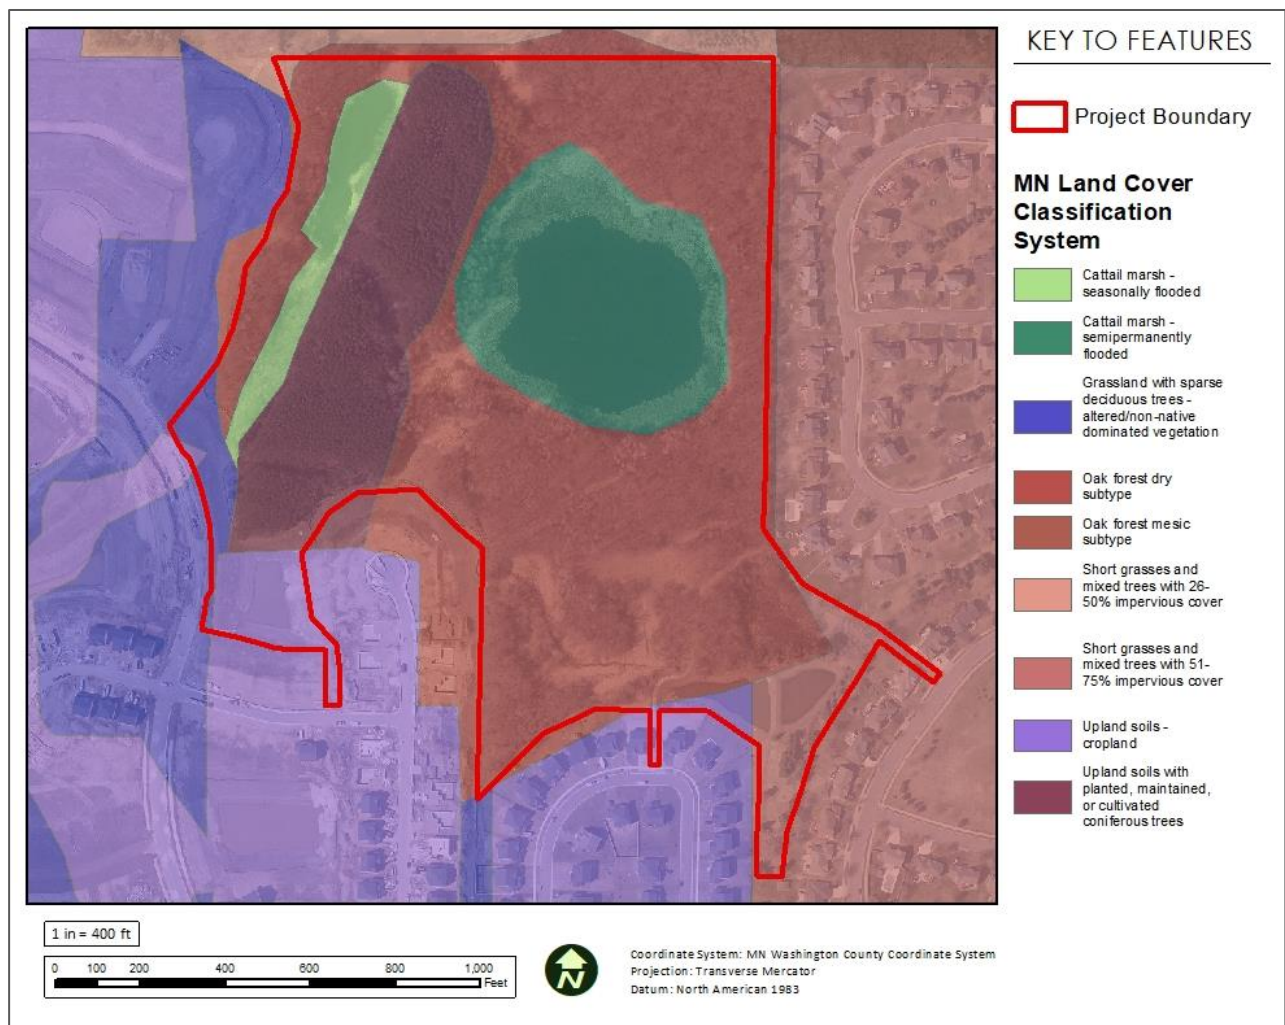 KEY TO FEATURES
Project Boundary
MN Land Cover
Classification
System
Cattail marsh -
seasonally flooded
Cattail marsh -
semipermanently
flooded
Grassland with sparse
deciduous trees -
altered/non-native
dominated vegetation
Oak forest dry
subtype
Oak forest mesic
subtype
Short grasses and
mixed trees with 26-
50% impervious cover
Short grasses and
mixed trees with 51-
75% impervious cover
Upland soils -
cropland
Upland soils with
planted, maintained,
or cultivated
coniferous trees
1 in = 400 ft
0 100 200 400 600 800 1,000
Feet
N
Coordinate System: MN Washington County Coordinate System
Projection: Transverse Mercator
Datum: North American 1983